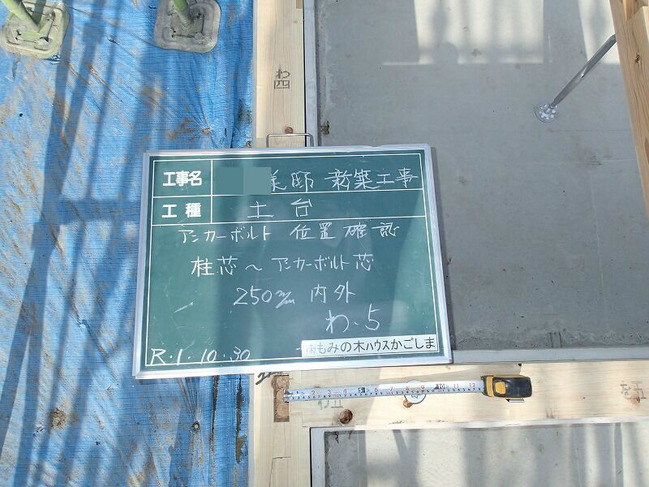 わ四
工事名 様邸 新築工事
工種 土台
アンカーボルト 位置確認
柱芯～アンカーボルト芯
250m/m 内外
わ・5
R・1・10・30
もみの木ハウスかごしま